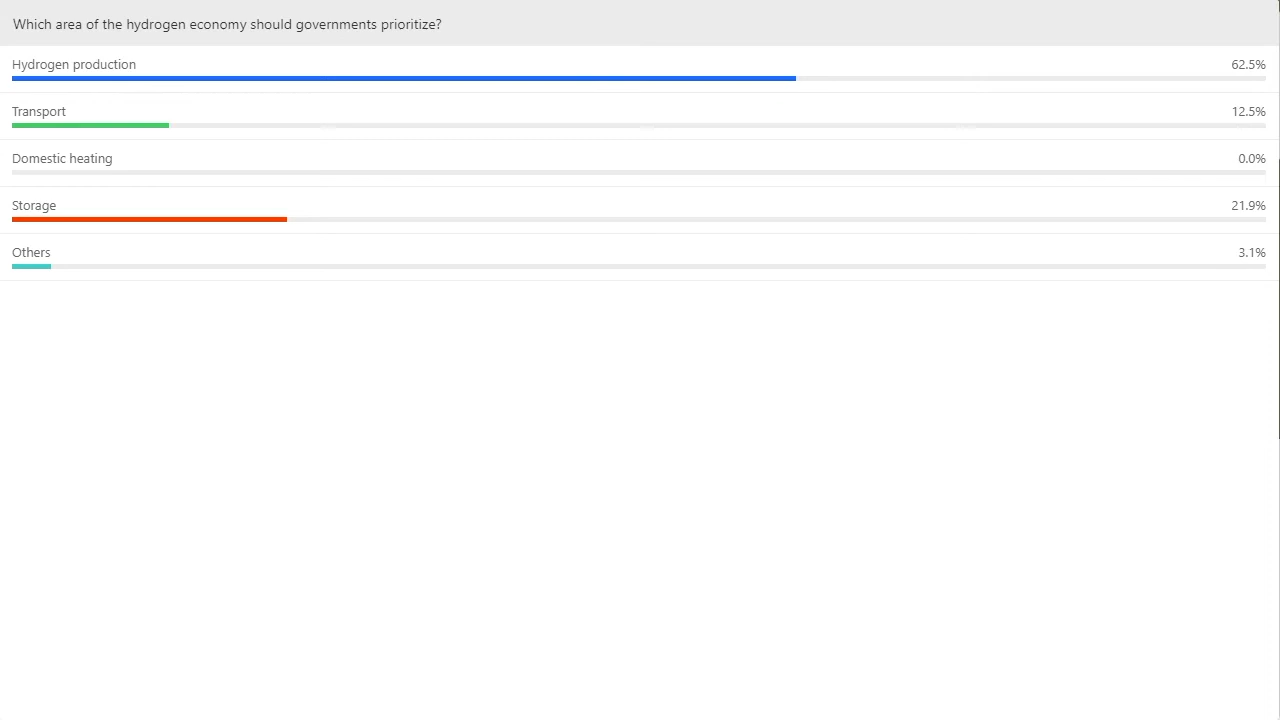 Which area of the hydrogen economy should governments prioritize?
Hydrogen production 62.5%
Transport 12.5%
Domestic heating 0.0%
Storage 21.9%
Others 3.1%